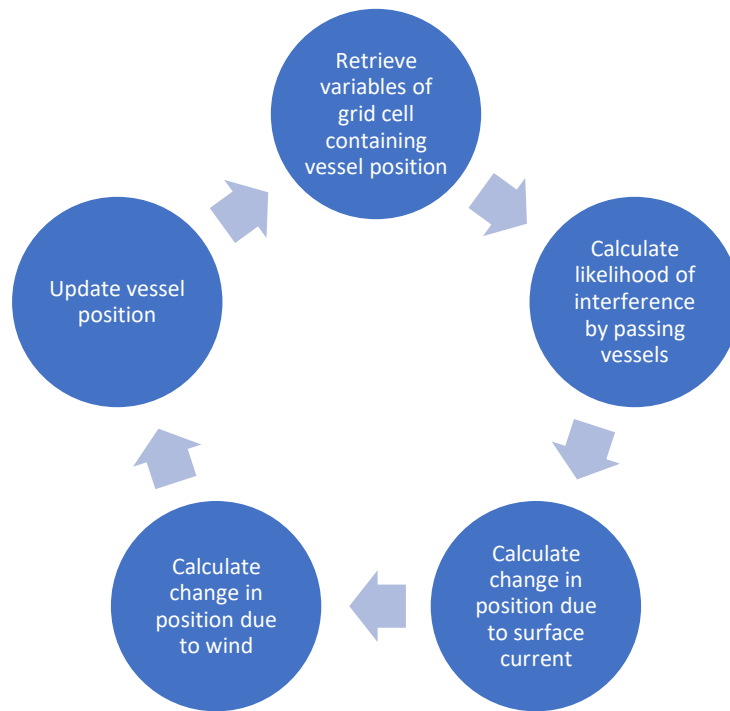 Retrieve
variables of
grid cell
containing
vessel position
Calculate
likelihood of
interference
by passing
vessels
Calculate
change in
position due
to surface
current
Calculate
change in
position due
to wind
Update vessel
position